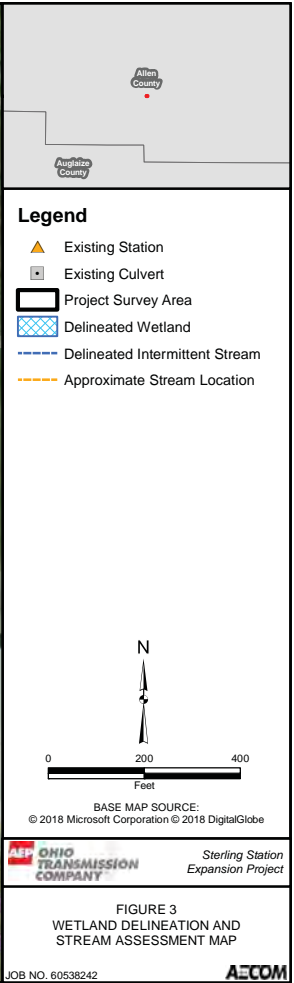 Allen
County
Auglaize
County
Legend
Existing Station
Existing Culvert
Project Survey Area
Delineated Wetland
Delineated Intermittent Stream
Approximate Stream Location
N
0 200 400
Feet
BASE MAP SOURCE:
© 2018 Microsoft Corporation © 2018 DigitalGlobe
AEP OHIO
TRANSMISSION
COMPANY
Sterling Station
Expansion Project
FIGURE 3
WETLAND DELINEATION AND
STREAM ASSESSMENT MAP
JOB NO. 60538242
AECOM